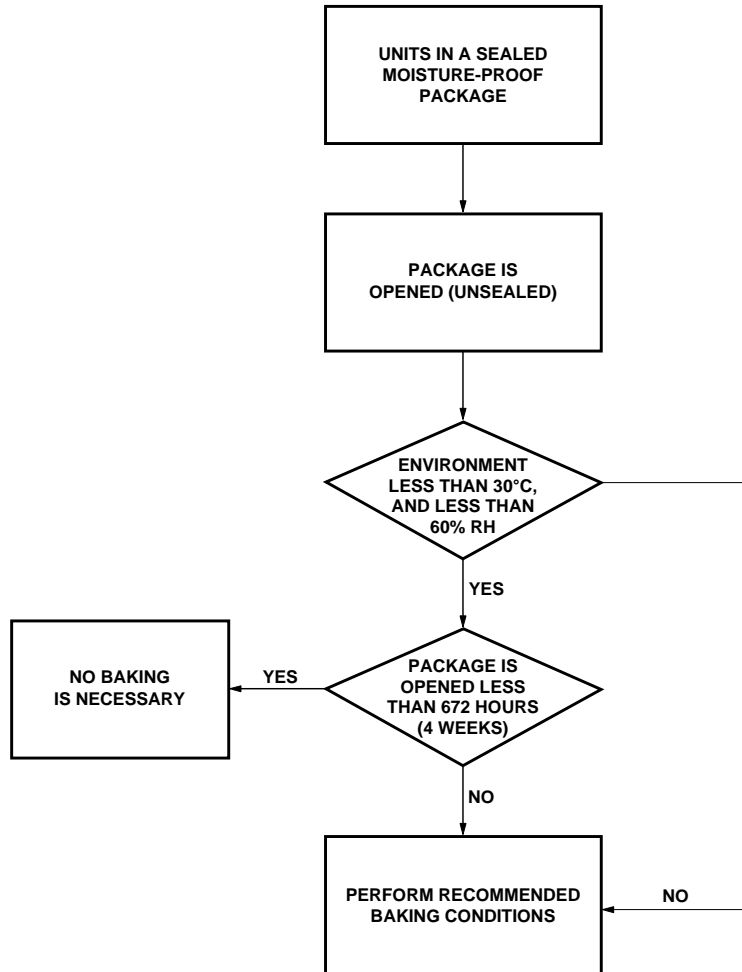 UNITS IN A SEALED
MOISTURE-PROOF
PACKAGE
PACKAGE IS
OPENED (UNSEALED)
ENVIRONMENT
LESS THAN 30°C,
AND LESS THAN
60% RH
YES
PACKAGE IS
OPENED LESS
THAN 672 HOURS
(4 WEEKS)
YES
NO BAKING
IS NECESSARY
NO
PERFORM RECOMMENDED
BAKING CONDITIONS
NO